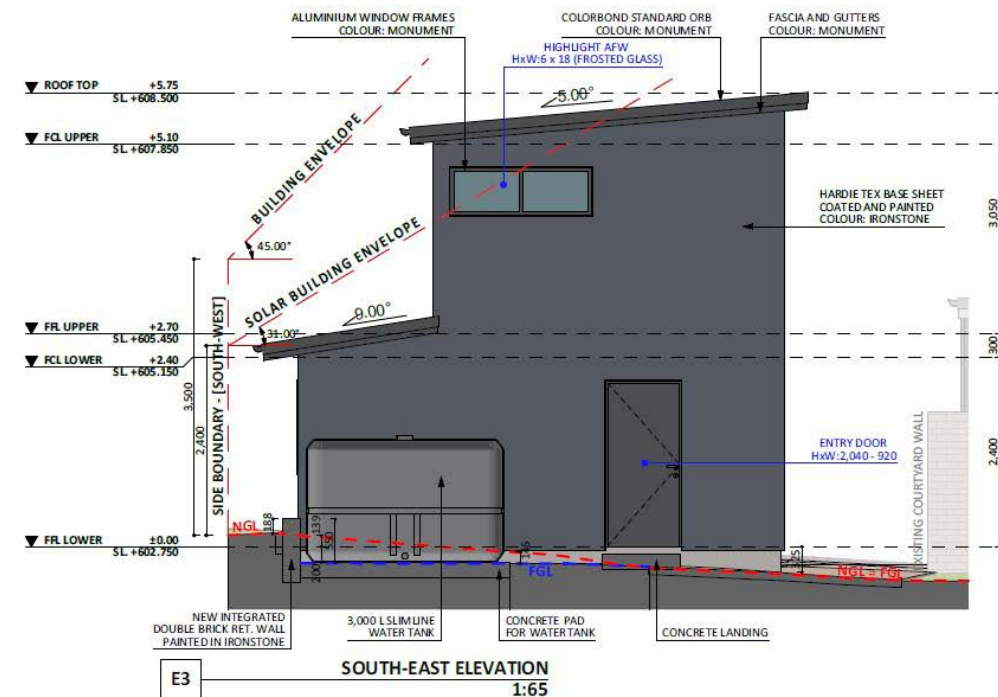 ALUMINIUM WINDOW FRAMES
COLOUR: MONUMENT
COLORBOND STANDARD ORB
COLOUR: MONUMENT
FASCIA AND GUTTERS
COLOUR: MONUMENT
HIGHLIGHT AFW
HxW:6 x 18 (FROSTED GLASS)
ROOF TOP +5.75
SL +608.500
5.00°
FCL UPPER +5.10
SL +607.850
BUILDING ENVELOPE
45.00°
HARDIE TEX BASE SHEET
COATED AND PAINTED
COLOUR: IRONSTONE
3,050
SOLAR BUILDING ENVELOPE
9.00°
31.00°
FFL UPPER +2.70
SL +605.450
300
FCL LOWER +2.40
SL +605.150
3,500
2,400
SIDE BOUNDARY - [SOUTH-WEST]
2,400
ENTRY DOOR
HxW:2,040 - 920
EXISTING COURTYARD WALL
NGL
188
139
550
200
146
325
FFL LOWER ±0.00
SL +602.750
FGL
NGL = FGL
NEW INTEGRATED
DOUBLE BRICK RET. WALL
PAINTED IN IRONSTONE
3,000 L SLIMLINE
WATER TANK
CONCRETE PAD
FOR WATER TANK
CONCRETE LANDING
E3
SOUTH-EAST ELEVATION
1:65